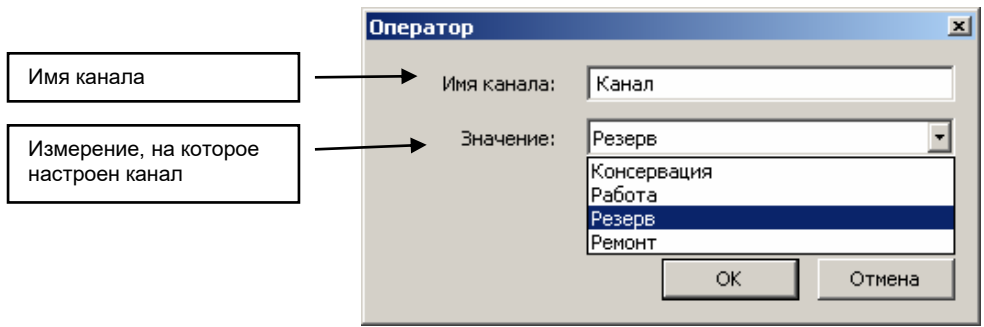 Оператор
Имя канала
Имя канала:
Канал
Измерение, на которое
настроен канал
Значение:
Резерв
Консервация
Работа
Резерв
Ремонт
OK
Отмена